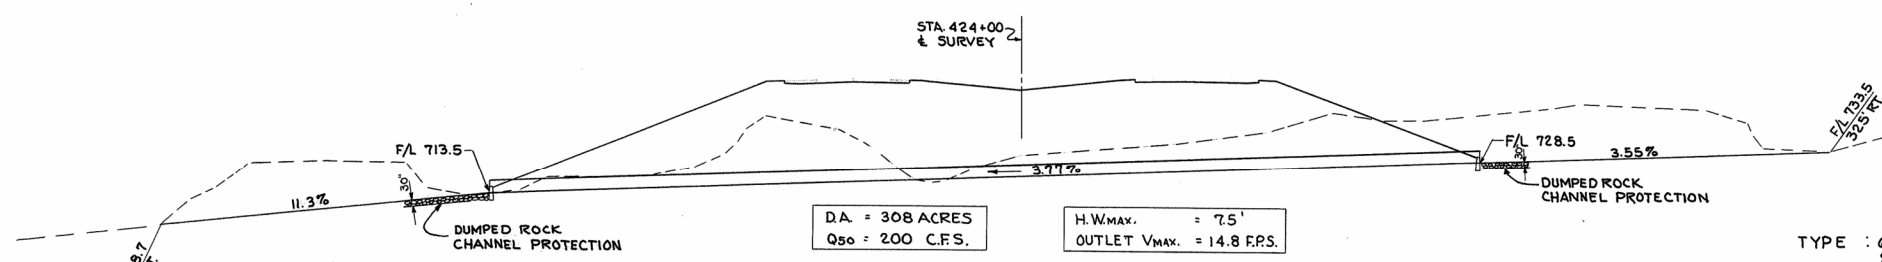 STA. 424+00
℄ SURVEY
F/L 733.5
325' RT
F/L 713.5
F/L 728.5
30"
30"
3.55%
3.77%
11.3%
DUMPED ROCK
CHANNEL PROTECTION
DUMPED ROCK
CHANNEL PROTECTION
D.A. = 308 ACRES
Q50 = 200 C.F.S.
H.W.MAX. = 7.5'
OUTLET VMAX. = 14.8 F.P.S.
TYPE :